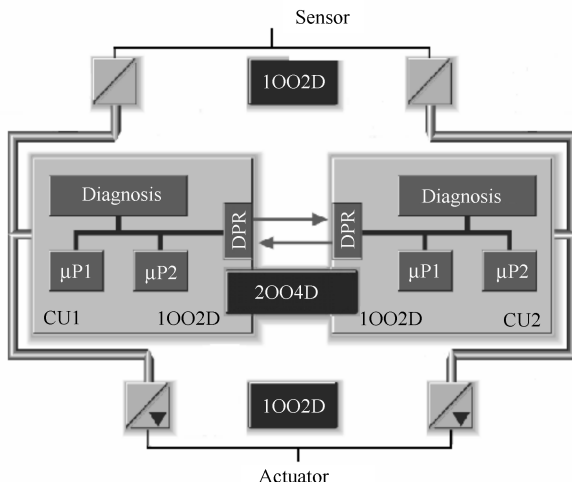 Sensor
1OO2D
Diagnosis
DPR
µP1
µP2
CU1
1OO2D
2OO4D
Diagnosis
DPR
µP1
µP2
1OO2D
CU2
1OO2D
Actuator